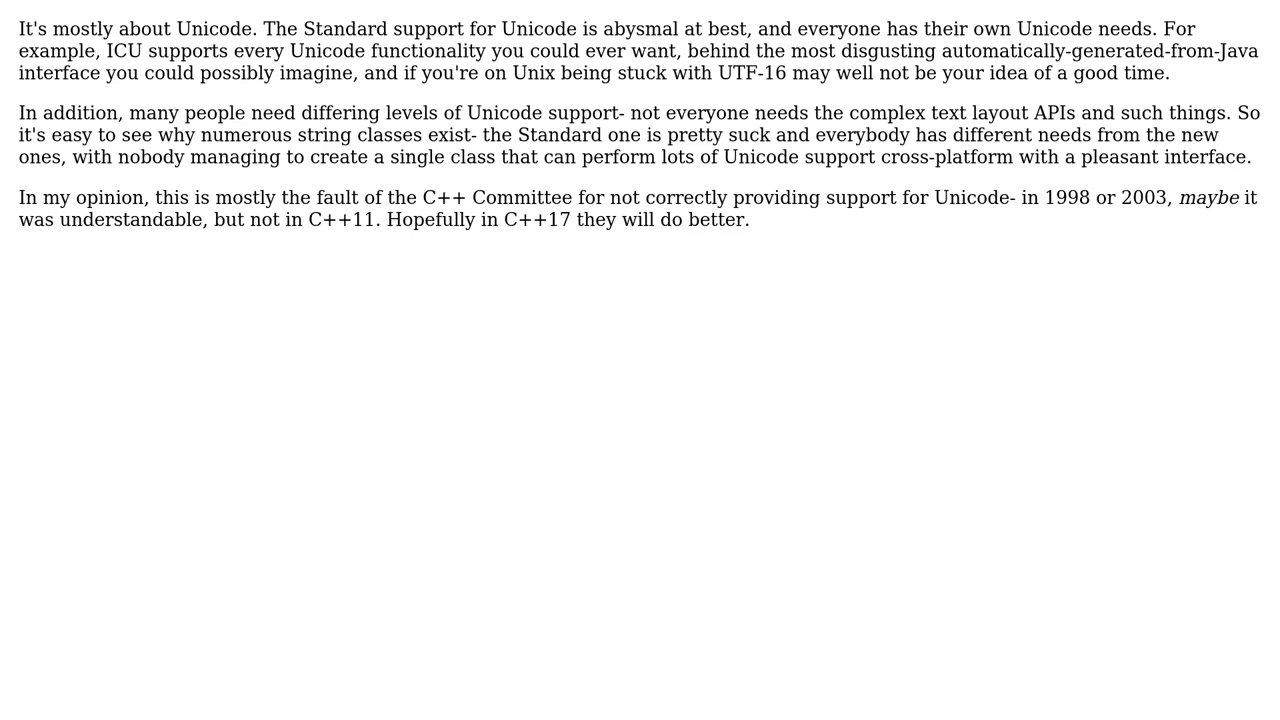 It's mostly about Unicode. The Standard support for Unicode is abysmal at best, and everyone has their own Unicode needs. For
example, ICU supports every Unicode functionality you could ever want, behind the most disgusting automatically-generated-from-Java
interface you could possibly imagine, and if you're on Unix being stuck with UTF-16 may well not be your idea of a good time.
In addition, many people need differing levels of Unicode support- not everyone needs the complex text layout APIs and such things. So
it's easy to see why numerous string classes exist- the Standard one is pretty suck and everybody has different needs from the new
ones, with nobody managing to create a single class that can perform lots of Unicode support cross-platform with a pleasant interface.
In my opinion, this is mostly the fault of the C++ Committee for not correctly providing support for Unicode- in 1998 or 2003, maybe it
was understandable, but not in C++11. Hopefully in C++17 they will do better.